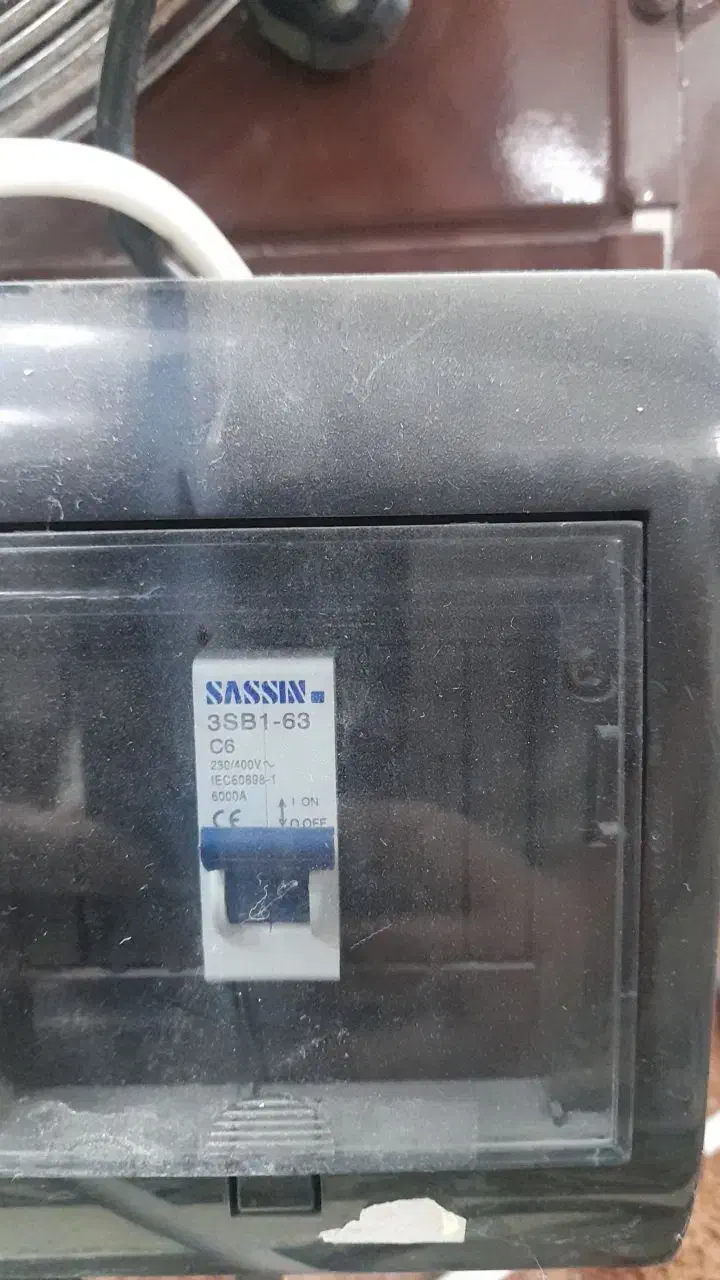 SASSIN
3SB1-63
C6
230/400V~
IEC60898-1
6000A
I ON
CE
O OFF